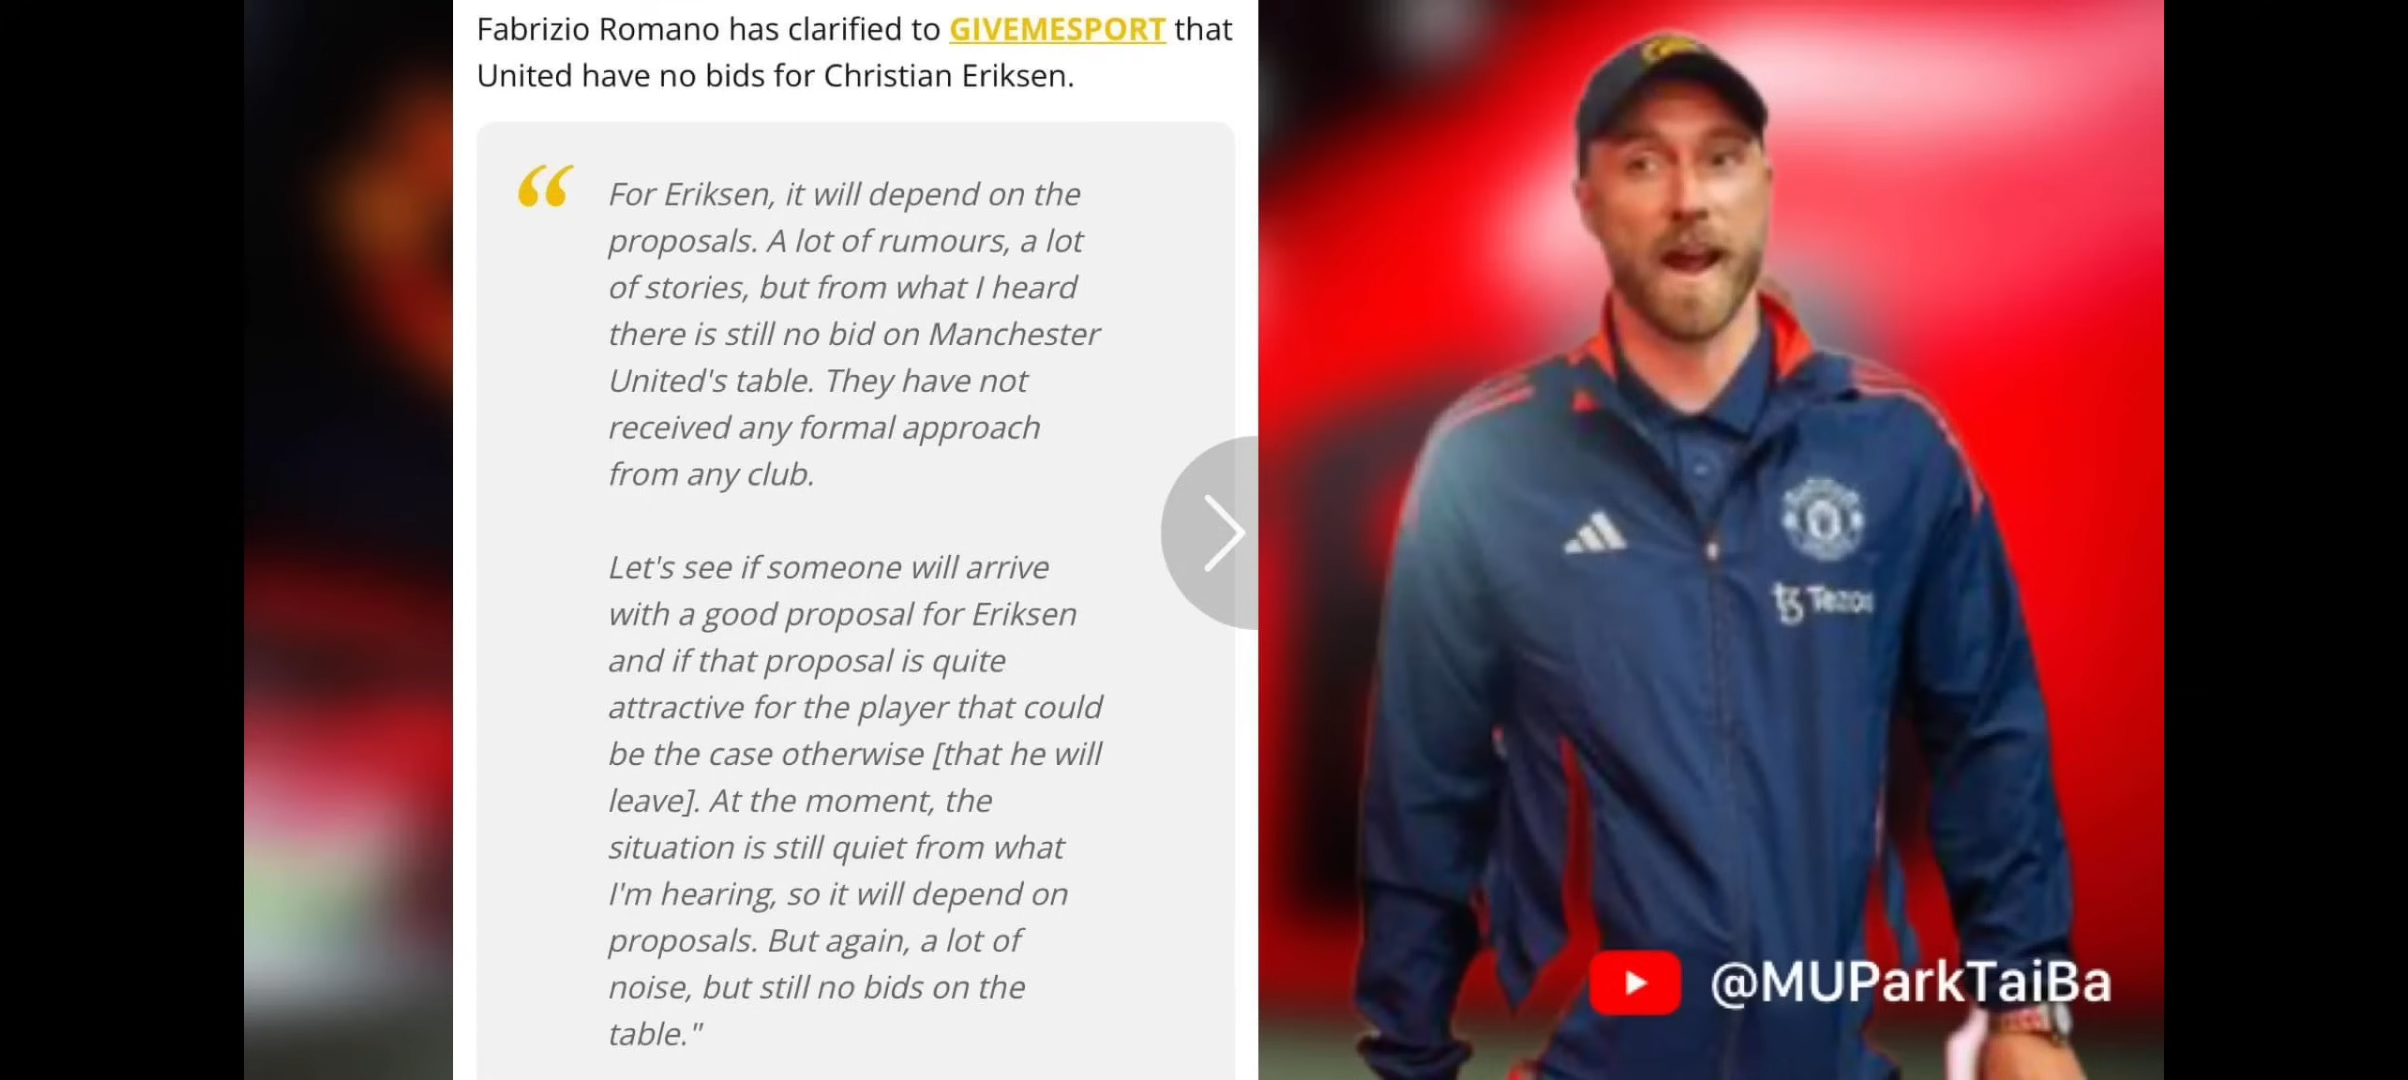 Fabrizio Romano has clarified to GIVEMESPORT that
United have no bids for Christian Eriksen.
“ For Eriksen, it will depend on the
proposals. A lot of rumours, a lot
of stories, but from what I heard
there is still no bid on Manchester
United's table. They have not
received any formal approach
from any club.
Let's see if someone will arrive
with a good proposal for Eriksen
and if that proposal is quite
attractive for the player that could
be the case otherwise [that he will
leave]. At the moment, the
situation is still quiet from what
I'm hearing, so it will depend on
proposals. But again, a lot of
noise, but still no bids on the
table."
Tezos
@MUParkTaiBa